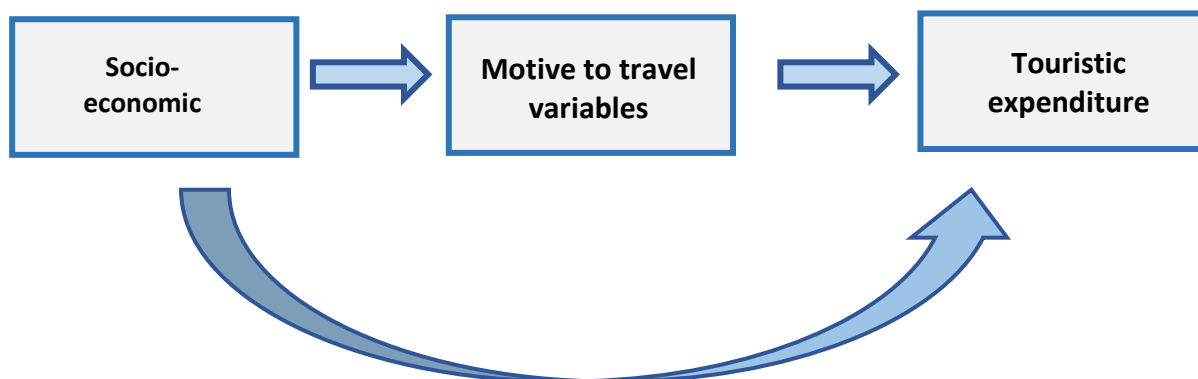 Socio-
economic
Motive to travel
variables
Touristic
expenditure